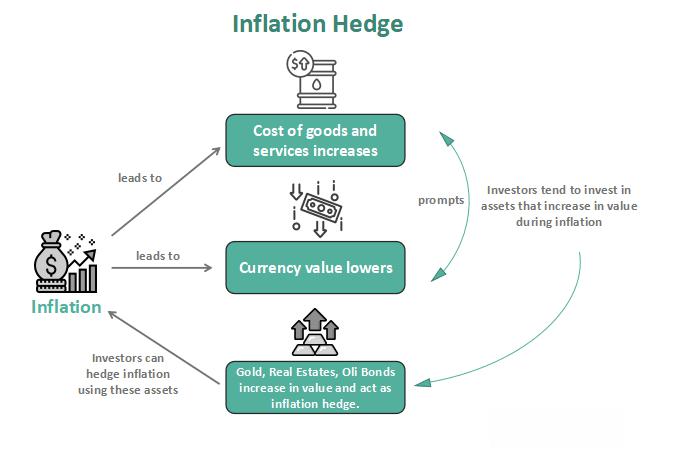 Inflation Hedge
$
Cost of goods and
services increases
leads to
prompts
Investors tend to invest in
assets that increase in value
during inflation
leads to
Currency value lowers
$
Inflation
Investors can
hedge inflation
using these assets
Gold, Real Estates, Oli Bonds
increase in value and act as
inflation hedge.